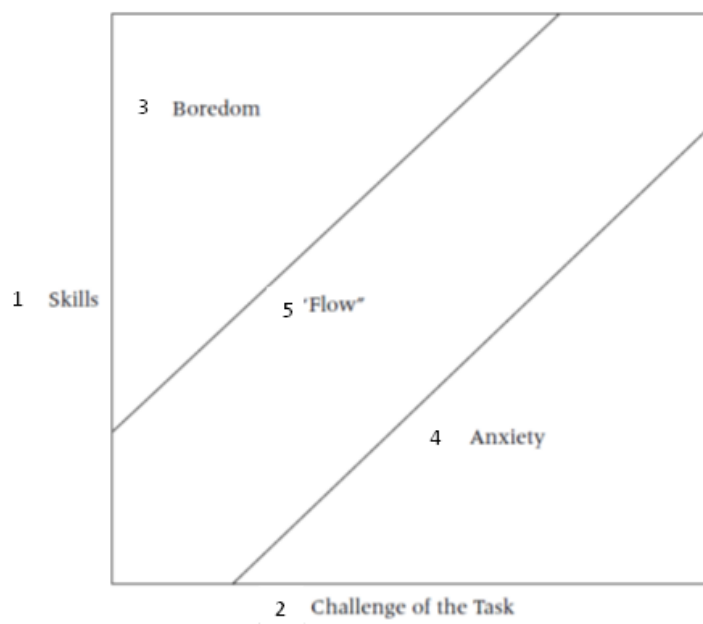 3 Boredom
1 Skills
5 'Flow"
4 Anxiety
2 Challenge of the Task